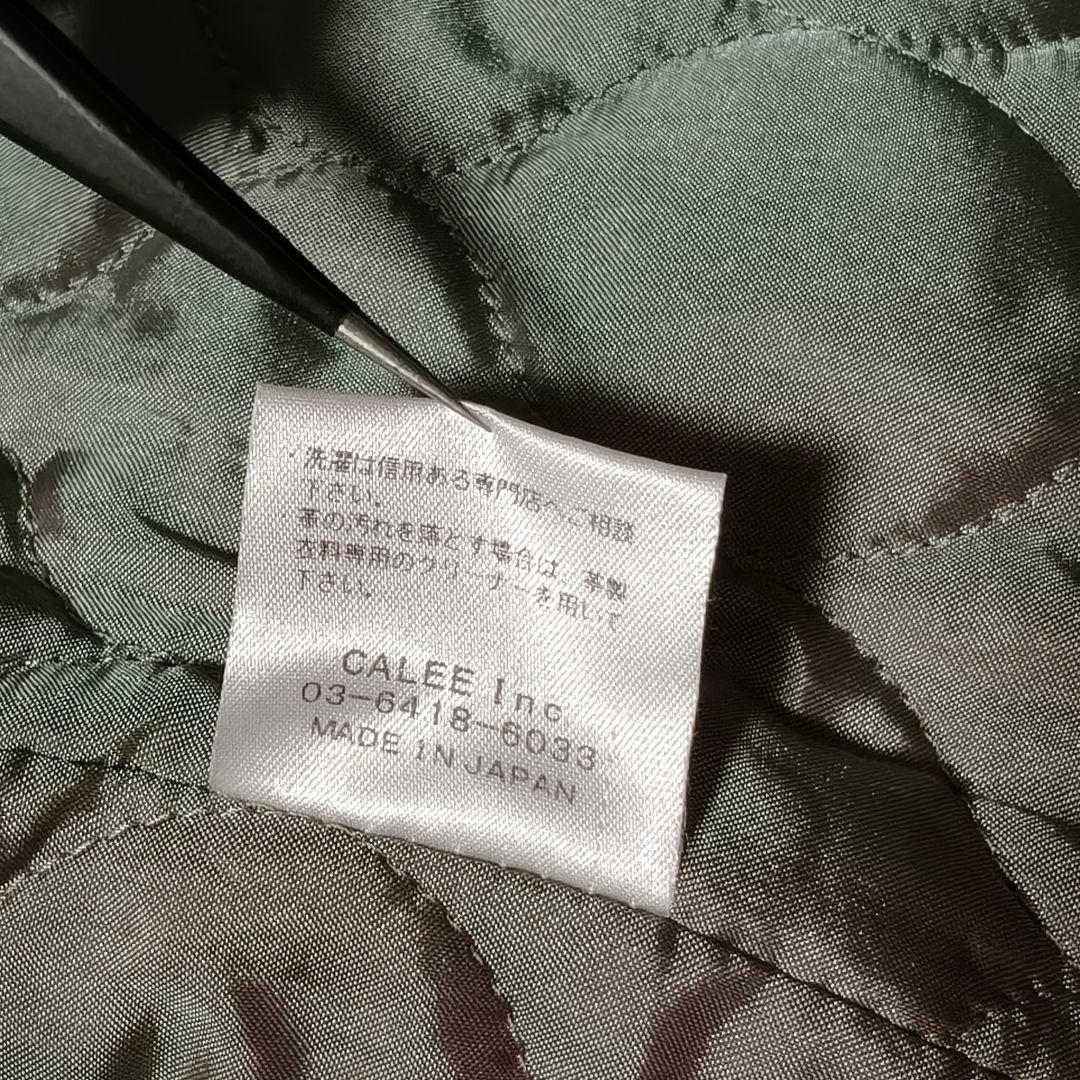 ・洗濯は信用ある専門店へご相談
下さい。
革の汚れを落とす場合は、革製
衣料専用のクリーナーを用いて
下さい。
CALEE Inc
03-6418-6033
MADE IN JAPAN